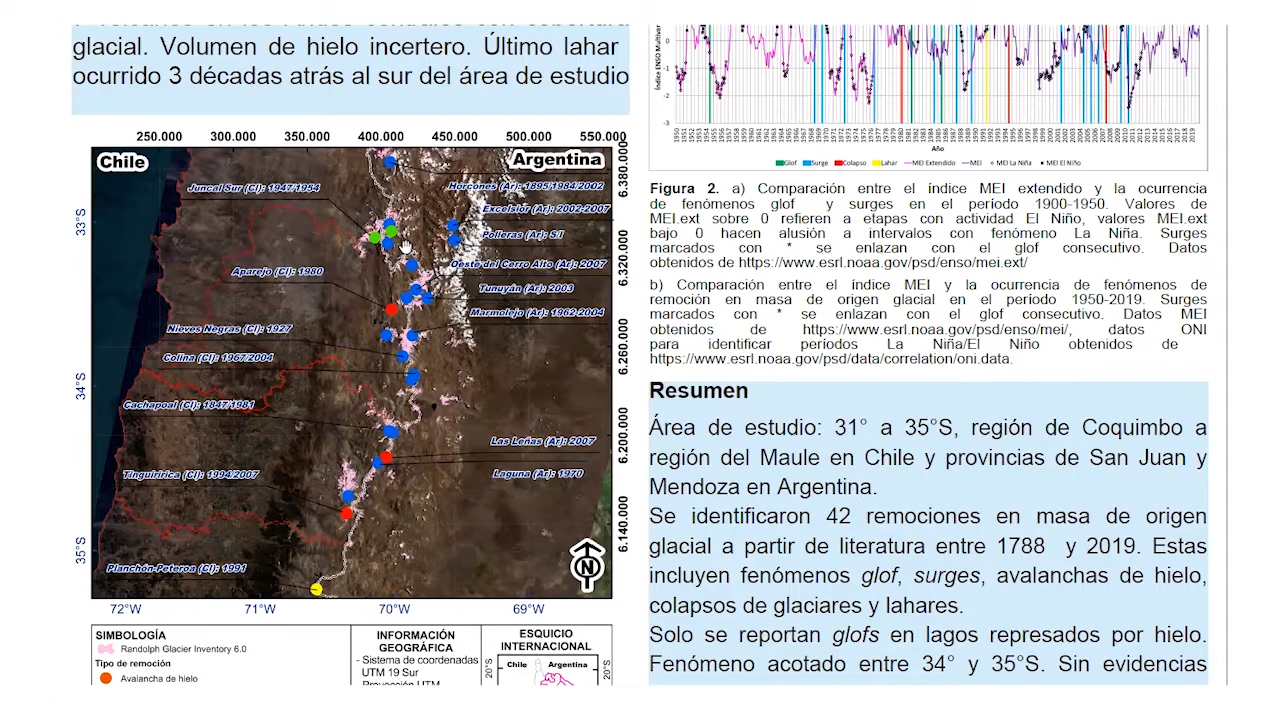 glacial. Volumen de hielo incertero. Último lahar
ocurrido 3 décadas atrás al sur del área de estudio
250.000 300.000 350.000 400.000 450.000 500.000 550.000
Chile
Argentina
Juncal Sur (Cl): 1947/1954
Horcones (Ar): 1895/1984/2002
Excelsior (Ar): 2002-2007
Polleras (Ar): S/I
Aparejo (Cl): 1980
Oeste del Cerro Alto (Ar): 2007
Tunuyán (Ar): 2003
Marmolejo (Ar): 1962-2004
Nieves Negras (Cl): 1927
Colina (Cl): 1967/2004
Cachapoal (Cl): 1847/1981
Las Leñas (Ar): 2007
Laguna (Ar): 1970
Tinguiririca (Cl): 1994/2007
Planchón-Peteroa (Cl): 1991
N
33°S
34°S
35°S
6.380.000
6.320.000
6.260.000
6.200.000
6.140.000
72°W 71°W 70°W 69°W
SIMBOLOGÍA
Randolph Glacier Inventory 6.0
Tipo de remoción
Avalancha de hielo
INFORMACIÓN
GEOGRÁFICA
- Sistema de coordenadas
UTM 19 Sur
ESQUICIO
INTERNACIONAL
Chile Argentina
20°S
20°S
Índice ENSO
0
-1
-2
-3
Año
Glof Surge Colapso Lahar MEI Extendido MEI MEI La Niña MEI El Niño
Figura 2. a) Comparación entre el índice MEI extendido y la ocurrencia
de fenómenos glof y surges en el periodo 1900-1950. Valores de
MEI.ext sobre 0 refieren a etapas con actividad El Niño, valores MEI.ext
bajo 0 hacen alusión a intervalos con fenómeno La Niña. Surges
marcados con * se enlazan con el glof consecutivo. Datos
obtenidos de https://www.esrl.noaa.gov/psd/enso/mei.ext/
b) Comparación entre el índice MEI y la ocurrencia de fenómenos de
remoción en masa de origen glacial en el período 1950-2019. Surges
marcados con * se enlazan con el glof consecutivo. Datos MEI
obtenidos de https://www.esrl.noaa.gov/psd/enso/mei/, datos ONI
para identificar períodos La Niña/El Niño obtenidos de
https://www.esrl.noaa.gov/psd/data/correlation/oni.data.
Resumen
Área de estudio: 31° a 35°S, región de Coquimbo a
región del Maule en Chile y provincias de San Juan y
Mendoza en Argentina.
Se identificaron 42 remociones en masa de origen
glacial a partir de literatura entre 1788 y 2019. Estas
incluyen fenómenos glof, surges, avalanchas de hielo,
colapsos de glaciares y lahares.
Solo se reportan glofs en lagos represados por hielo.
Fenómeno acotado entre 34° y 35°S. Sin evidencias